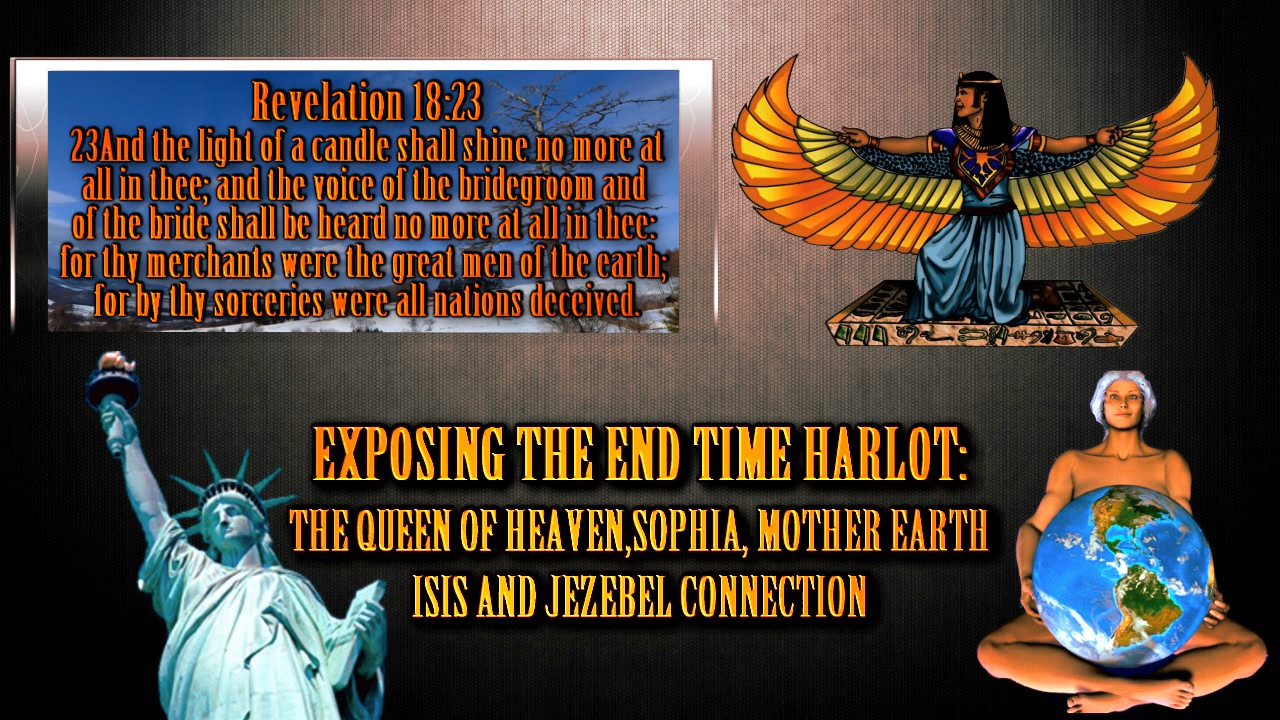 Revelation 18:23
23And the light of a candle shall shine no more at
all in thee; and the voice of the bridegroom and
of the bride shall be heard no more at all in thee:
for thy merchants were the great men of the earth;
for by thy sorceries were all nations deceived.
EXPOSING THE END TIME HARLOT:
THE QUEEN OF HEAVEN,SOPHIA, MOTHER EARTH
ISIS AND JEZEBEL CONNECTION